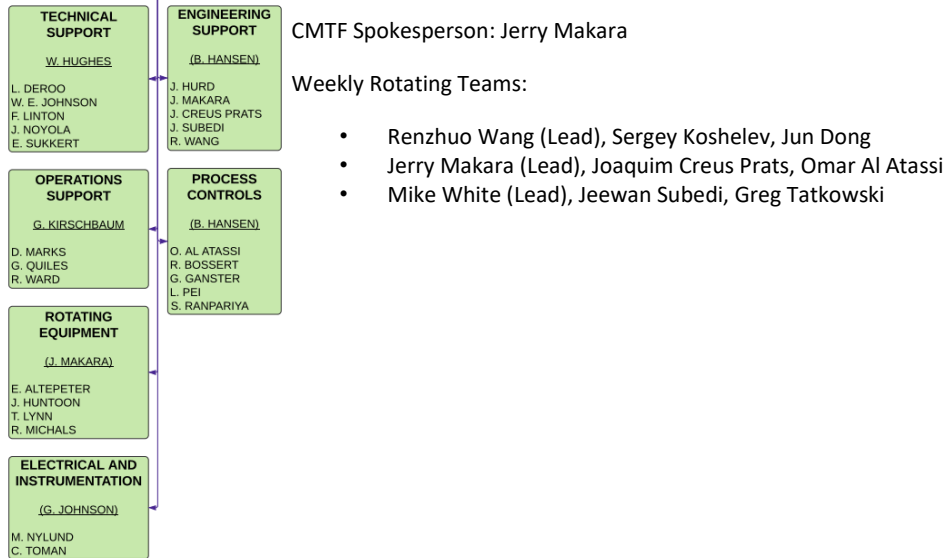 TECHNICAL
SUPPORT
W. HUGHES
L. DEROO
W. E. JOHNSON
F. LINTON
J. NOYOLA
E. SUKKERT
ENGINEERING
SUPPORT
(B. HANSEN)
J. HURD
J. MAKARA
J. CREUS PRATS
J. SUBEDI
R. WANG
OPERATIONS
SUPPORT
G. KIRSCHBAUM
D. MARKS
G. QUILES
R. WARD
PROCESS
CONTROLS
(B. HANSEN)
O. AL ATASSI
R. BOSSERT
G. GANSTER
L. PEI
S. RANPARIYA
ROTATING
EQUIPMENT
(J. MAKARA)
E. ALTEPETER
J. HUNTOON
T. LYNN
R. MICHALS
ELECTRICAL AND
INSTRUMENTATION
(G. JOHNSON)
M. NYLUND
C. TOMAN
CMTF Spokesperson: Jerry Makara
Weekly Rotating Teams:
• Renzhuo Wang (Lead), Sergey Koshelev, Jun Dong
• Jerry Makara (Lead), Joaquim Creus Prats, Omar Al Atassi
• Mike White (Lead), Jeewan Subedi, Greg Tatkowski